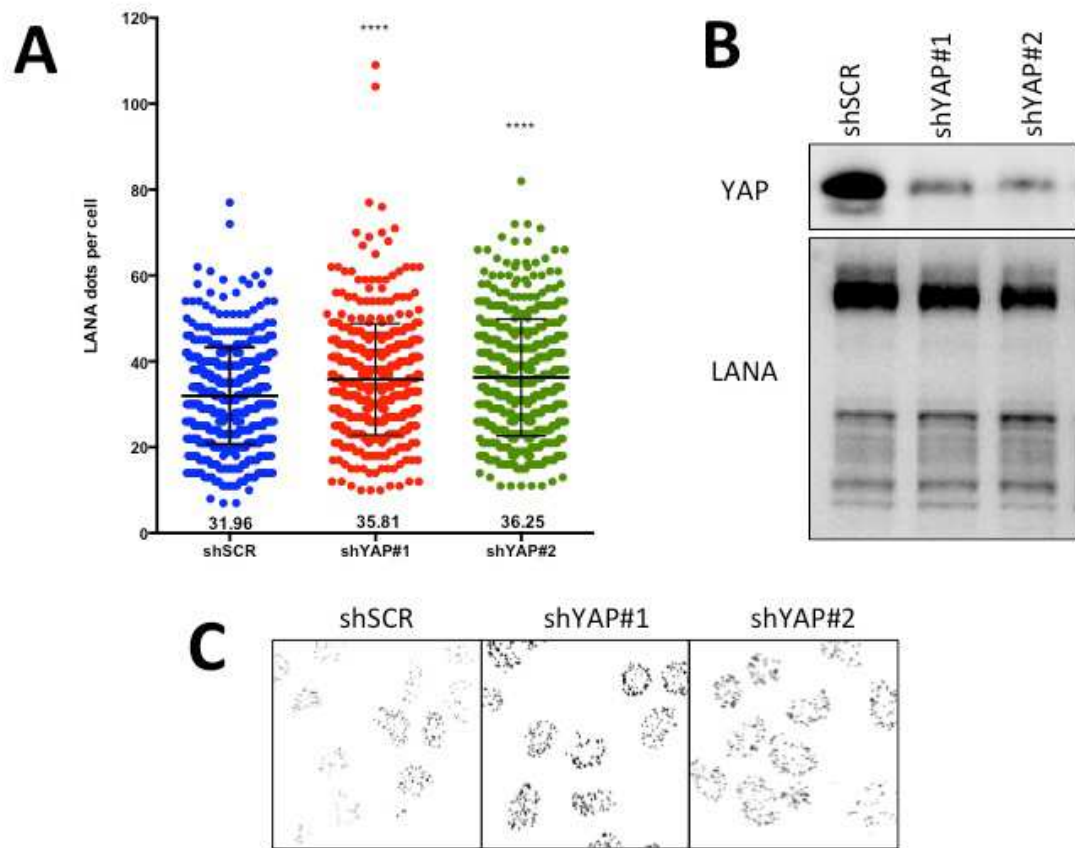 A
120
100
80
60
40
20
0
LANA dots per cell
****
****
31.96 35.81 36.25
shSCR shYAP#1 shYAP#2
B
shSCR shYAP#1 shYAP#2
YAP
LANA
C
shSCR shYAP#1 shYAP#2